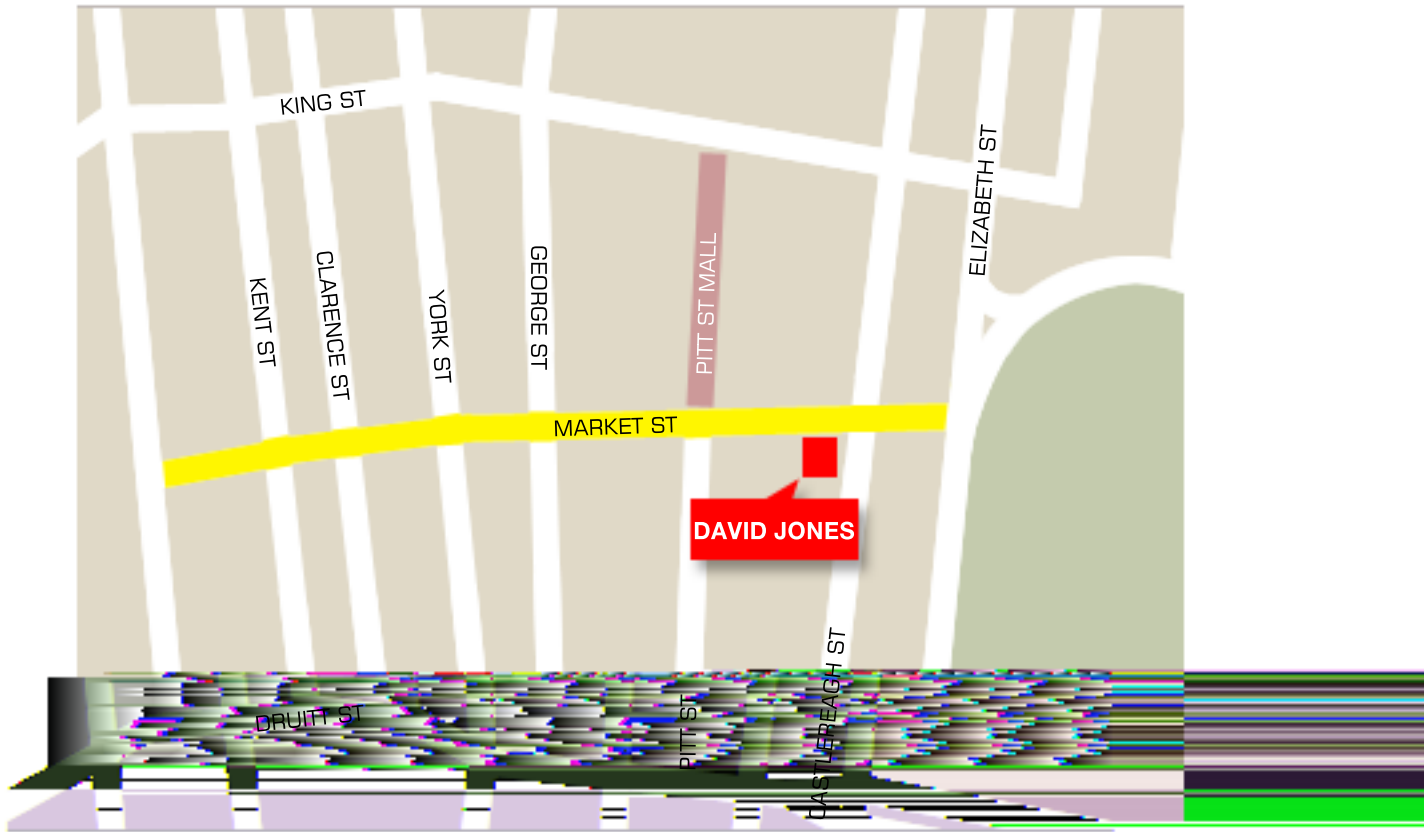 KING ST
ELIZABETH ST
KENT ST
CLARENCE ST
YORK ST
GEORGE ST
PITT ST MALL
MARKET ST
DAVID JONES
DRUITT ST
PITT ST
CASTLEREAGH ST